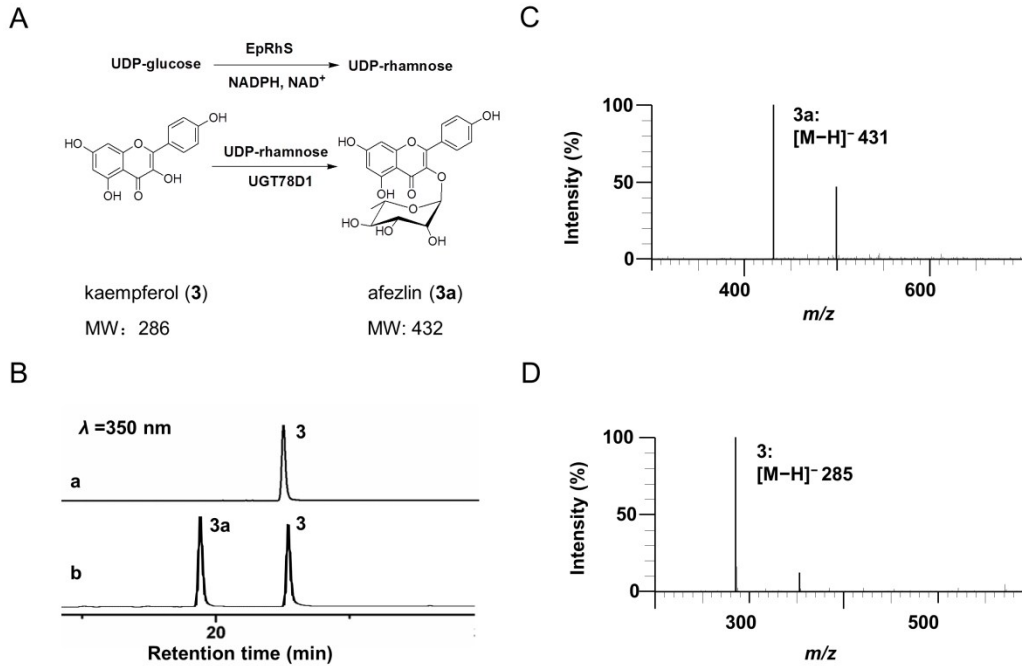 A
EpRhS
UDP-glucose UDP-rhamnose
NADPH, NAD⁺
OH
HO O
OH
OH O
UDP-rhamnose
UGT78D1
OH
HO O
O
OH O
O
HO
HO
OH
kaempferol (3)
MW: 286
afezlin (3a)
MW: 432
B
λ =350 nm
3
a
3a 3
b
20
Retention time (min)
C
100
3a:
[M−H]⁻ 431
50
Intensity (%)
0
400 600
m/z
D
100
3:
[M−H]⁻ 285
50
Intensity (%)
0
300 500
m/z